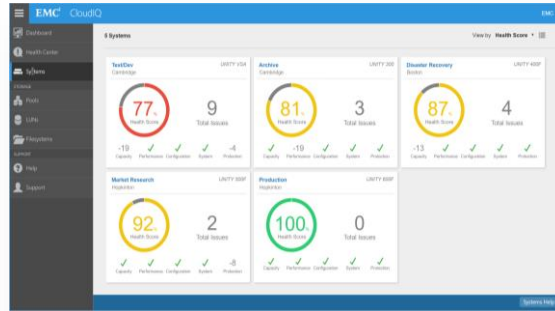 EMC² CloudIQ
EMC
Dashboard
Health Center
Systems
STORAGE
Pools
LUNs
Filesystems
SUPPORT
Help
Support
Systems
View by Health Score
Test/Dev
UNITY VSA
Cambridge
77%
Health Score
9
Total Issues
-19
-4
Capacity Performance Configuration System Protection
Archive
UNITY 300
Cambridge
81%
Health Score
3
Total Issues
-19
Capacity Performance Configuration System Protection
Disaster Recovery
UNITY 400F
Boston
87%
Health Score
4
Total Issues
-13
Capacity Performance Configuration System Protection
Market Research
Hopkinton
92%
Health Score
2
Total Issues
-8
Capacity Performance Configuration System Protection
Production
UNITY 600F
Hopkinton
100%
Health Score
0
Total Issues
Capacity Performance Configuration System Protection
Systems Help